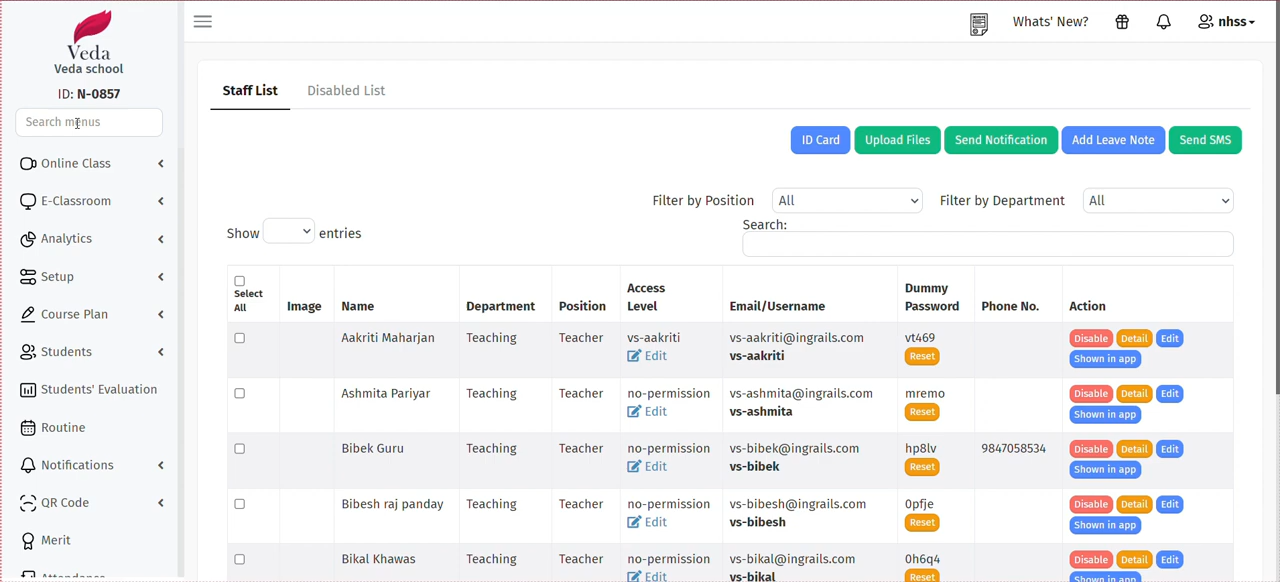 Veda
Veda school
ID: N-0857
Search menus
Online Class
E-Classroom
Analytics
Setup
Course Plan
Students
Students' Evaluation
Routine
Notifications
QR Code
Merit
Attendance
Whats' New?
nhss
Staff List Disabled List
ID Card Upload Files Send Notification Add Leave Note Send SMS
Filter by Position All Filter by Department All
Show entries
Search:
Select All Image Name Department Position Access Level Email/Username Dummy Password Phone No. Action
Aakriti Maharjan Teaching Teacher vs-aakriti vs-aakriti@ingrails.com vt469 Disable Detail Edit
Edit vs-aakriti Reset Shown in app
Ashmita Pariyar Teaching Teacher no-permission vs-ashmita@ingrails.com mremo Disable Detail Edit
Edit vs-ashmita Reset Shown in app
Bibek Guru Teaching Teacher no-permission vs-bibek@ingrails.com hp8lv 9847058534 Disable Detail Edit
Edit vs-bibek Reset Shown in app
Bibesh raj panday Teaching Teacher no-permission vs-bibesh@ingrails.com 0pfje Disable Detail Edit
Edit vs-bibesh Reset Shown in app
Bikal Khawas Teaching Teacher no-permission vs-bikal@ingrails.com 0h6q4 Disable Detail Edit
Edit vs-bikal Reset Shown in app